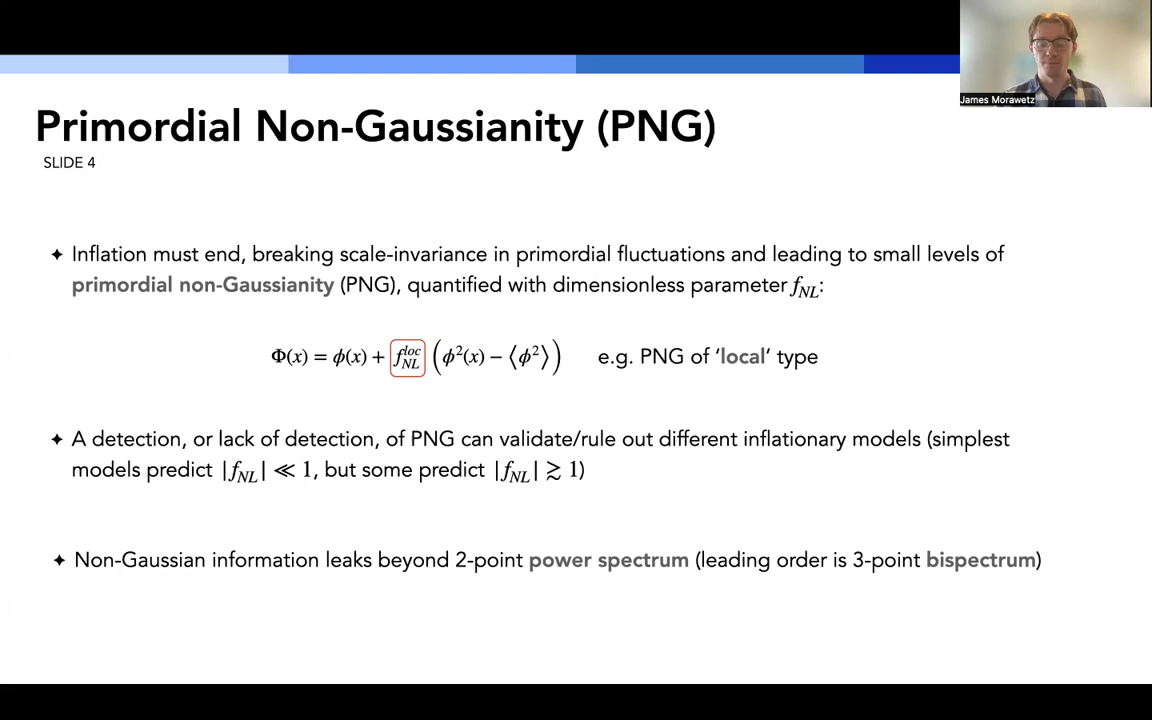 James Morawetz
Primordial Non-Gaussianity (PNG)
SLIDE 4
✦ Inflation must end, breaking scale-invariance in primordial fluctuations and leading to small levels of
primordial non-Gaussianity (PNG), quantified with dimensionless parameter f_NL:
Φ(x) = ϕ(x) + f_NL^loc (ϕ²(x) − ⟨ϕ²⟩) e.g. PNG of ‘local’ type
✦ A detection, or lack of detection, of PNG can validate/rule out different inflationary models (simplest
models predict |f_NL| ≪ 1, but some predict |f_NL| ≳ 1)
✦ Non-Gaussian information leaks beyond 2-point power spectrum (leading order is 3-point bispectrum)